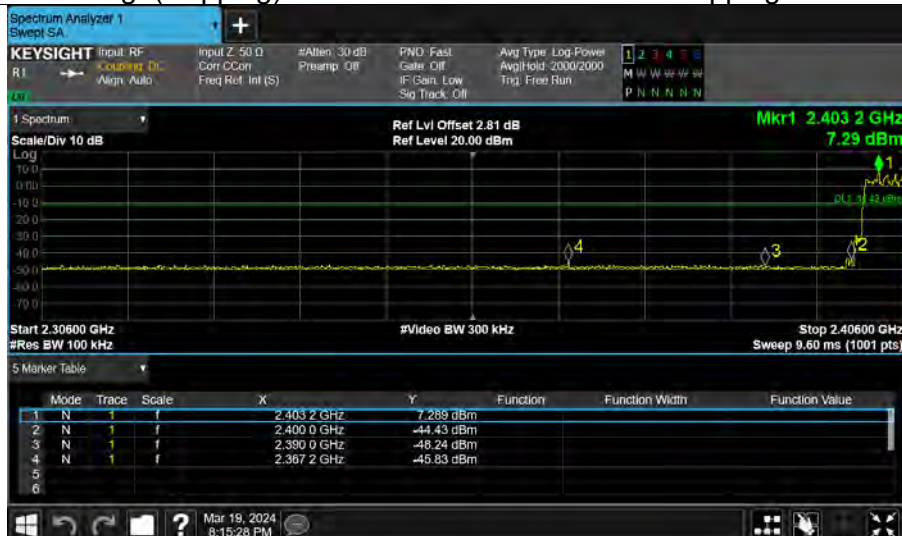 Spectrum Analyzer 1
Swept SA
+
KEYSIGHT Input: RF Input Z: 50 Ω #Atten: 30 dB PNO: Fast Avg Type: Log-Power 1 2 3 4 5 6
R1 Coupling: DC Corr CCorr Preamp: Off Gate: Off Avg|Hold: 2000/2000 M W W W W W
Align: Auto Freq Ref: Int (S) IF Gain: Low Trig: Free Run P N N N N N
Sig Track: Off
1 Spectrum Ref Lvl Offset 2.81 dB Mkr1 2.403 2 GHz
Scale/Div 10 dB Ref Level 20.00 dBm 7.29 dBm
Log
10.0
0.00
-10.0
-20.0
-30.0
-40.0
-50.0
-60.0
-70.0
1
2
3
4
Start 2.30600 GHz #Video BW 300 kHz Stop 2.40600 GHz
#Res BW 100 kHz Sweep 9.60 ms (1001 pts)
5 Marker Table
Mode Trace Scale X Y Function Function Width Function Value
1 N 1 f 2.403 2 GHz 7.289 dBm
2 N 1 f 2.400 0 GHz -44.43 dBm
3 N 1 f 2.390 0 GHz -48.24 dBm
4 N 1 f 2.367 2 GHz -45.83 dBm
5
6
? Mar 19, 2024
8:15:28 PM